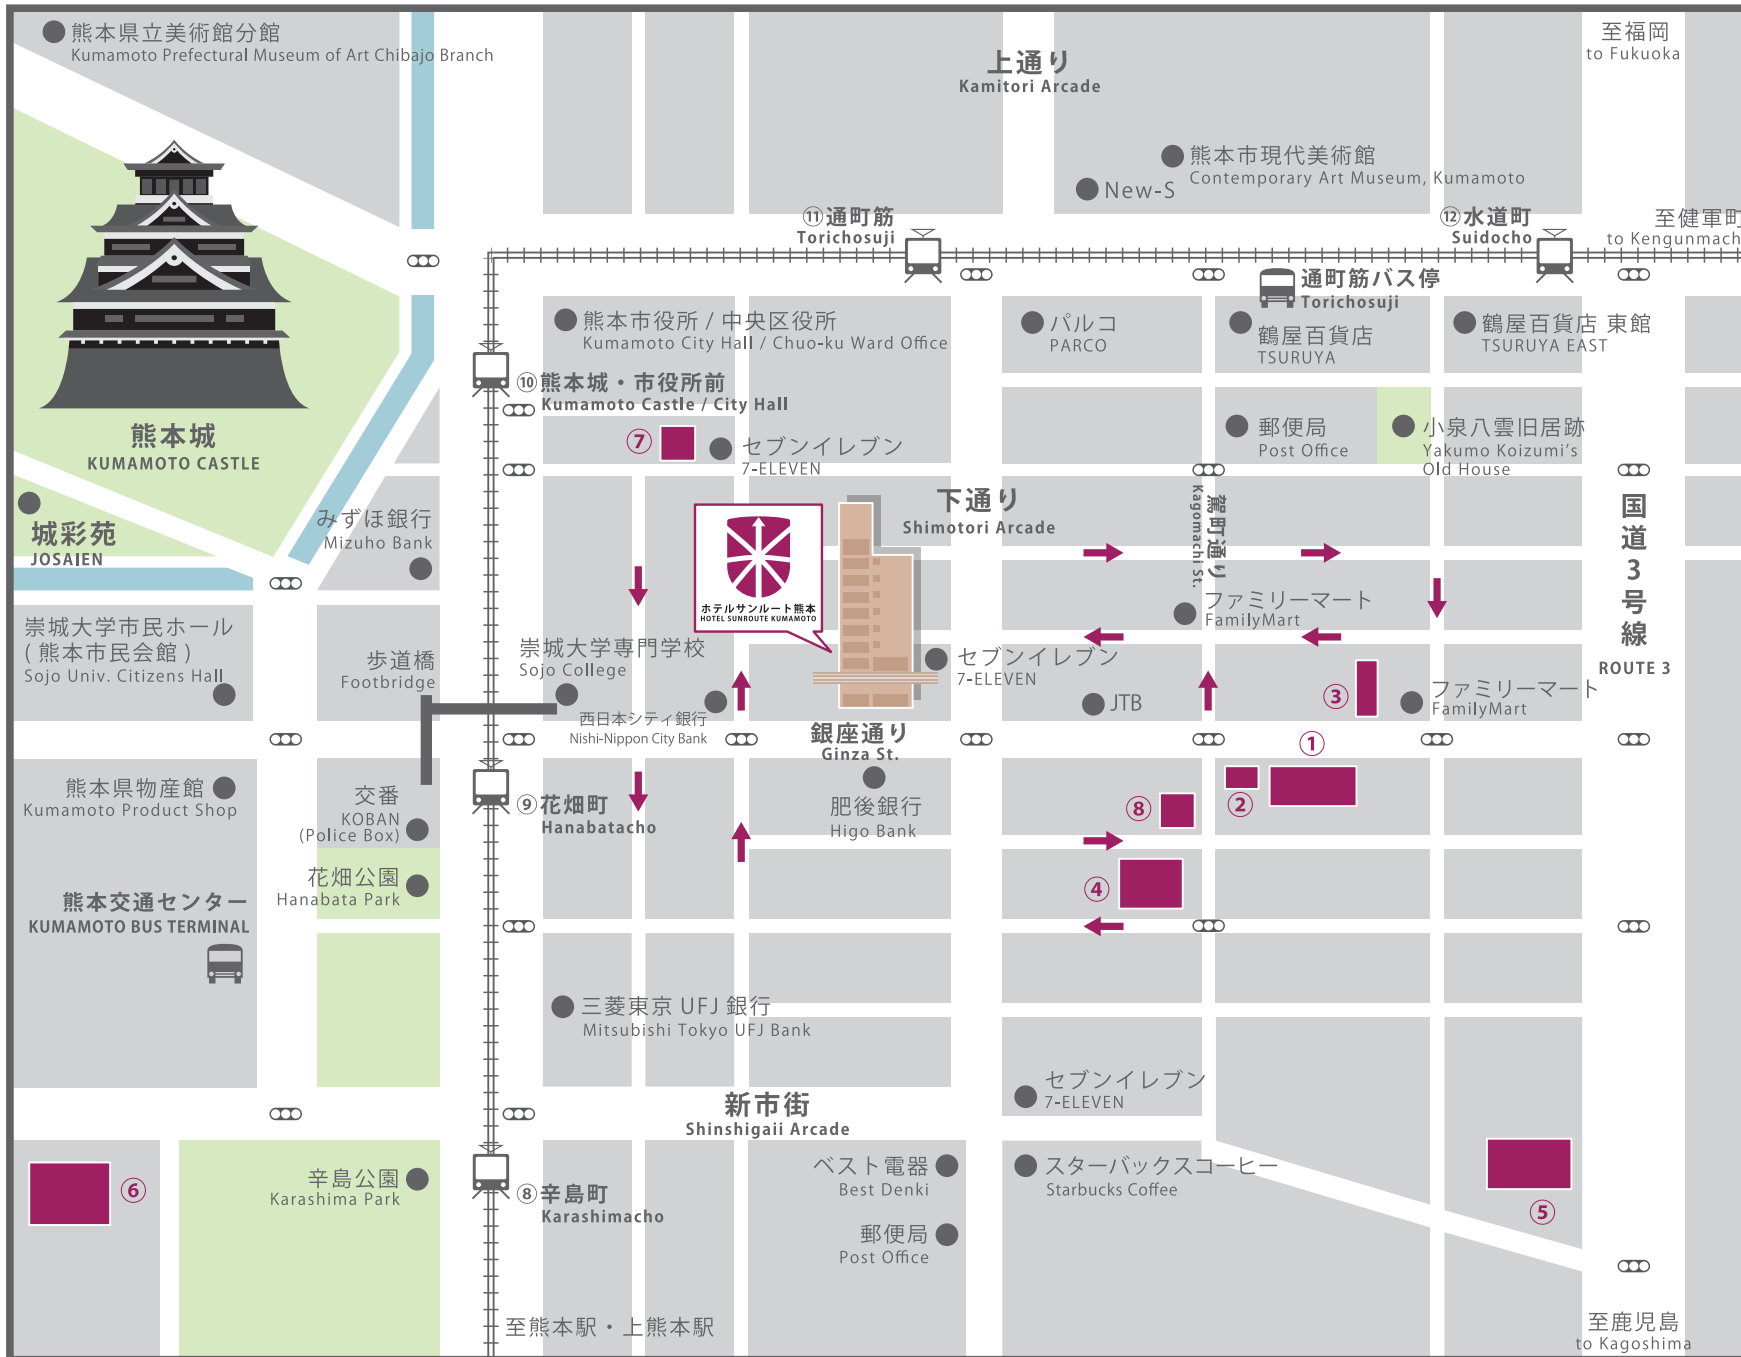 熊本県立美術館分館
Kumamoto Prefectural Museum of Art Chibajo Branch
上通り
Kamitori Arcade
至福岡
to Fukuoka
熊本市現代美術館
Contemporary Art Museum, Kumamoto
New-S
⑪通町筋
Torichosuji
⑫水道町
Suidocho
至健軍町
to Kengunmach
通町筋バス停
Torichosuji
熊本市役所 / 中央区役所
Kumamoto City Hall / Chuo-ku Ward Office
パルコ
PARCO
鶴屋百貨店
TSURUYA
鶴屋百貨店 東館
TSURUYA EAST
⑩熊本城・市役所前
Kumamoto Castle / City Hall
熊本城
KUMAMOTO CASTLE
⑦
セブンイレブン
7-ELEVEN
郵便局
Post Office
小泉八雲旧居跡
Yakumo Koizumi's
Old House
城彩苑
JOSAIEN
みずほ銀行
Mizuho Bank
下通り
Shimotori Arcade
駕町通り
Kagomachi St.
国道3号線
ROUTE 3
ホテルサンルート熊本
HOTEL SUNROUTE KUMAMOTO
ファミリーマート
FamilyMart
崇城大学市民ホール
( 熊本市民会館 )
Sojo Univ. Citizens Hall
歩道橋
Footbridge
崇城大学専門学校
Sojo College
セブンイレブン
7-ELEVEN
西日本シティ銀行
Nishi-Nippon City Bank
JTB
③
ファミリーマート
FamilyMart
銀座通り
Ginza St.
①
②
熊本県物産館
Kumamoto Product Shop
交番
KOBAN
(Police Box)
⑨花畑町
Hanabatacho
肥後銀行
Higo Bank
⑧
花畑公園
Hanabata Park
④
熊本交通センター
KUMAMOTO BUS TERMINAL
三菱東京 UFJ 銀行
Mitsubishi Tokyo UFJ Bank
セブンイレブン
7-ELEVEN
新市街
Shinshigaii Arcade
⑥
辛島公園
Karashima Park
⑧辛島町
Karashimacho
ベスト電器
Best Denki
スターバックスコーヒー
Starbucks Coffee
⑤
郵便局
Post Office
至熊本駅・上熊本駅
至鹿児島
to Kagoshima